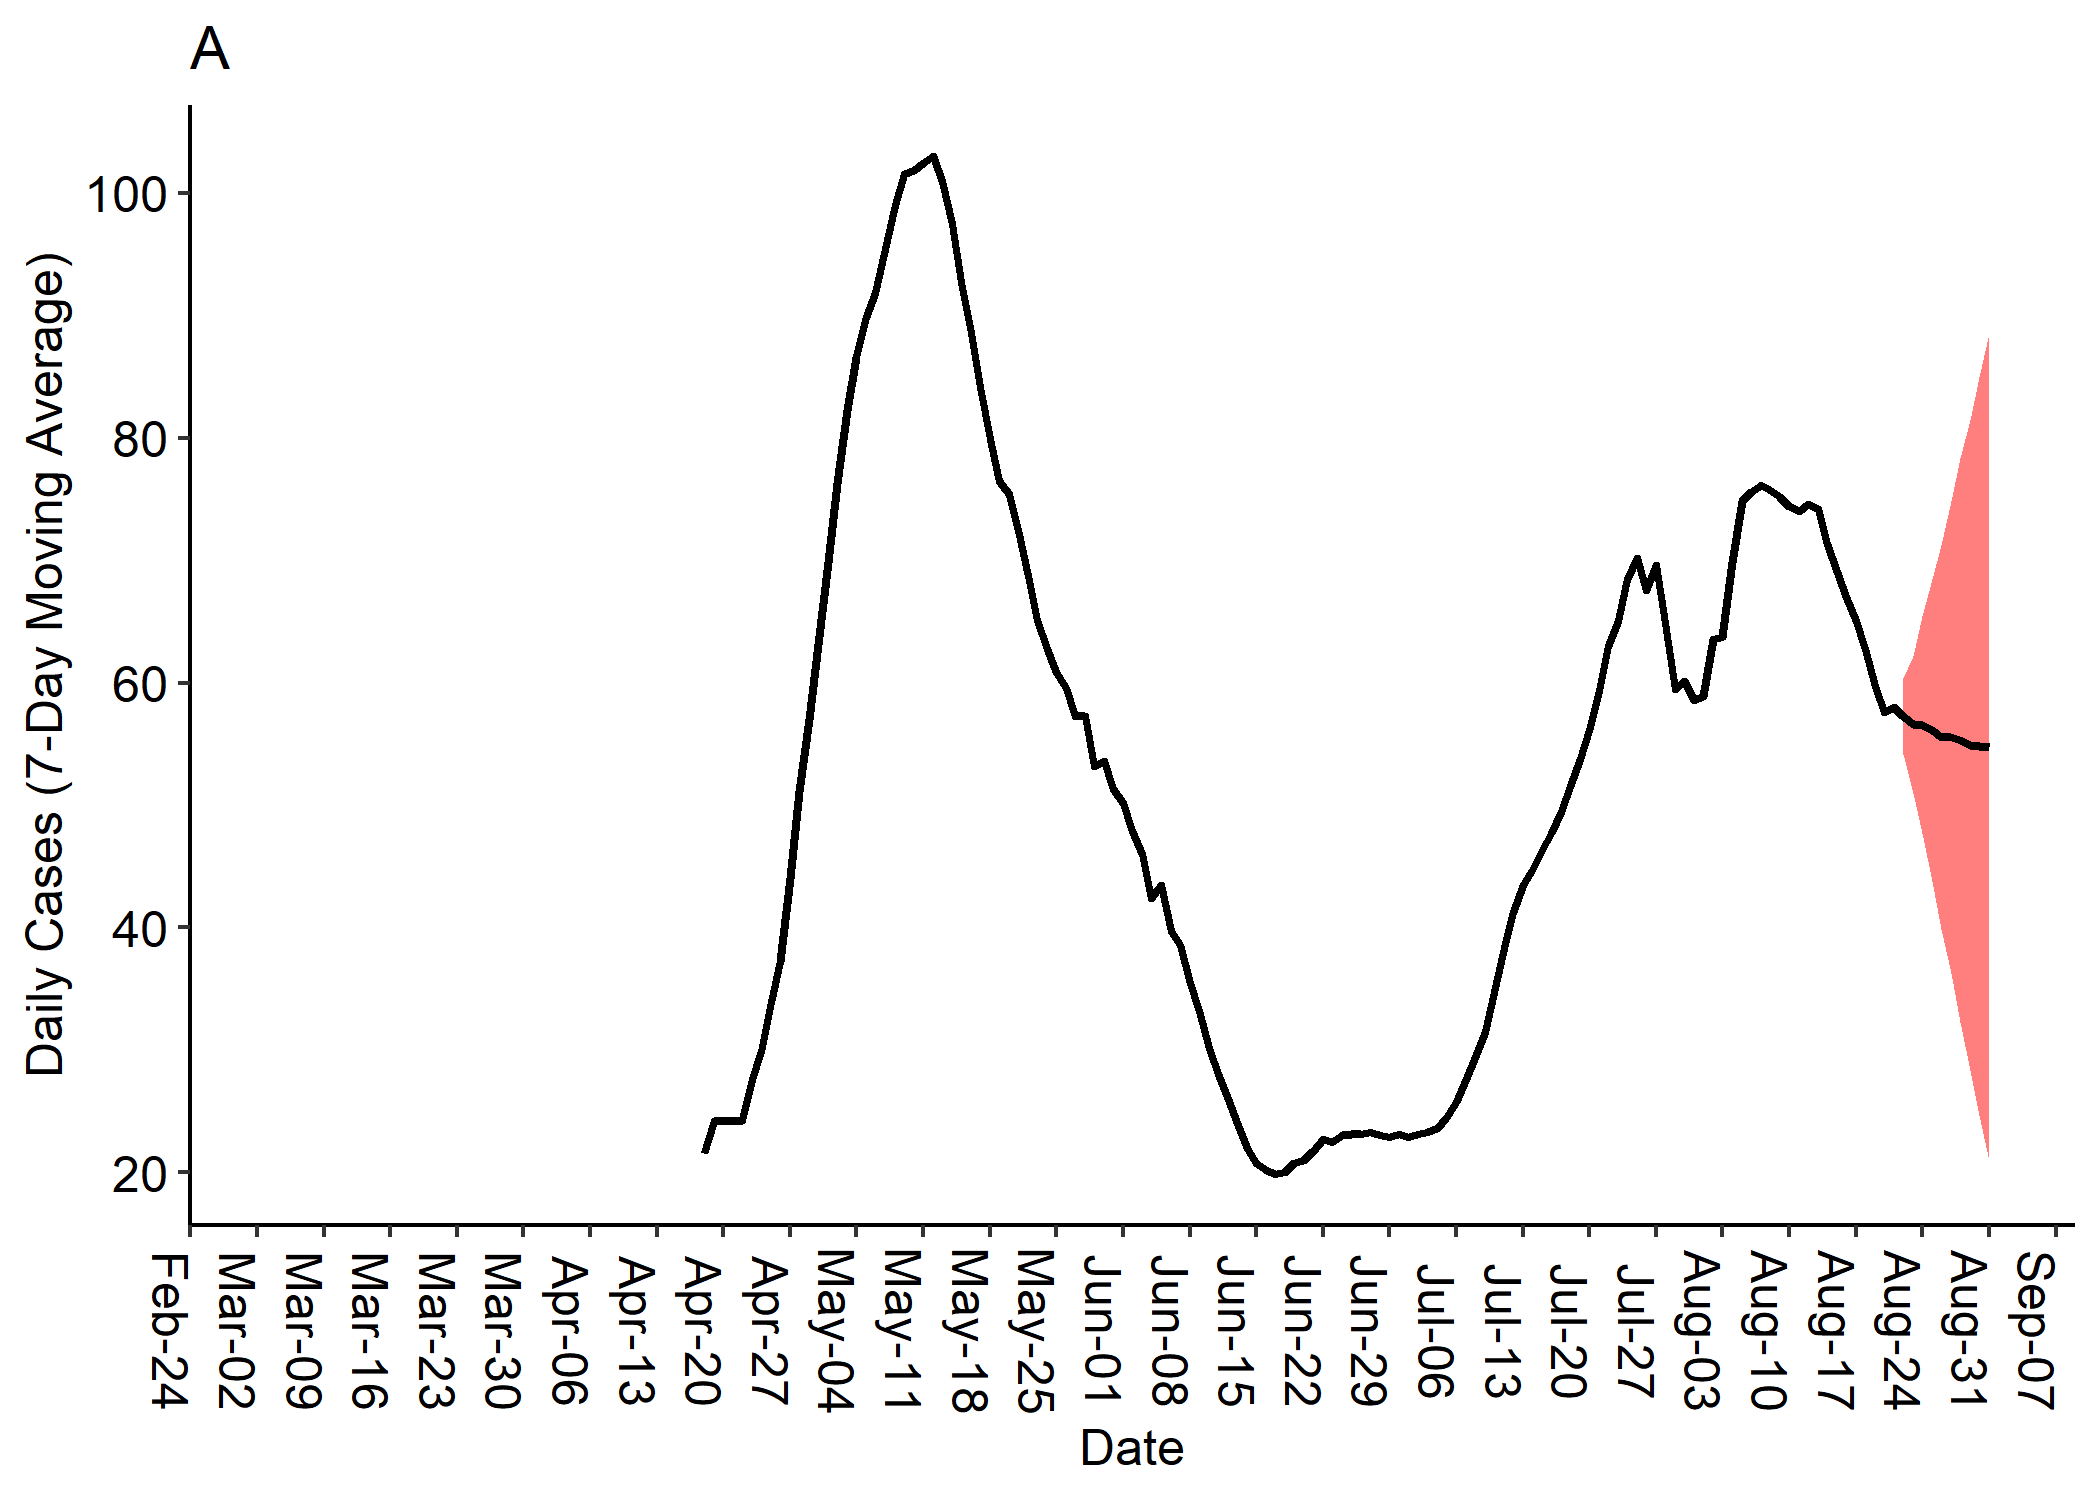 A
Daily Cases (7-Day Moving Average)
100
80
60
40
20
Feb-24
Mar-02
Mar-09
Mar-16
Mar-23
Mar-30
Apr-06
Apr-13
Apr-20
Apr-27
May-04
May-11
May-18
May-25
Jun-01
Jun-08
Jun-15
Jun-22
Jun-29
Jul-06
Jul-13
Jul-20
Jul-27
Aug-03
Aug-10
Aug-17
Aug-24
Aug-31
Sep-07
Date